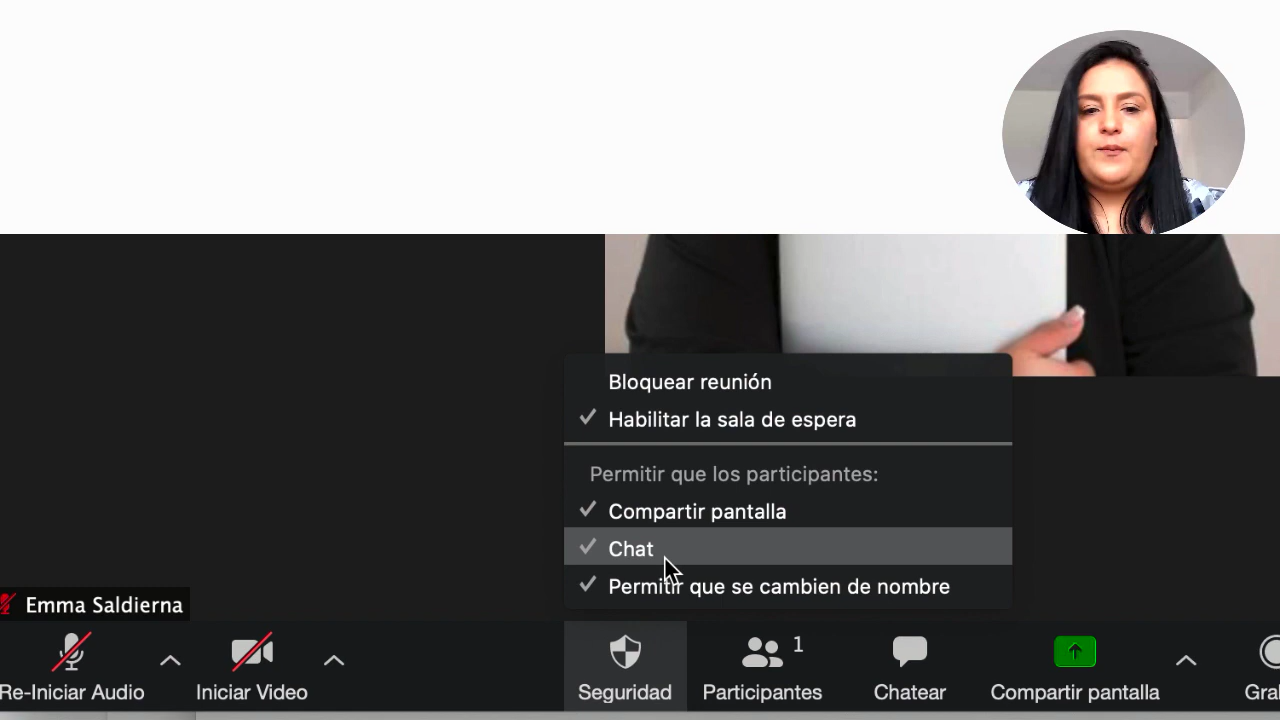 Bloquear reunión
Habilitar la sala de espera
Permitir que los participantes:
Compartir pantalla
Chat
Permitir que se cambien de nombre
Emma Saldierna
Re-Iniciar Audio
Iniciar Video
Seguridad
Participantes
1
Chatear
Compartir pantalla
Gra